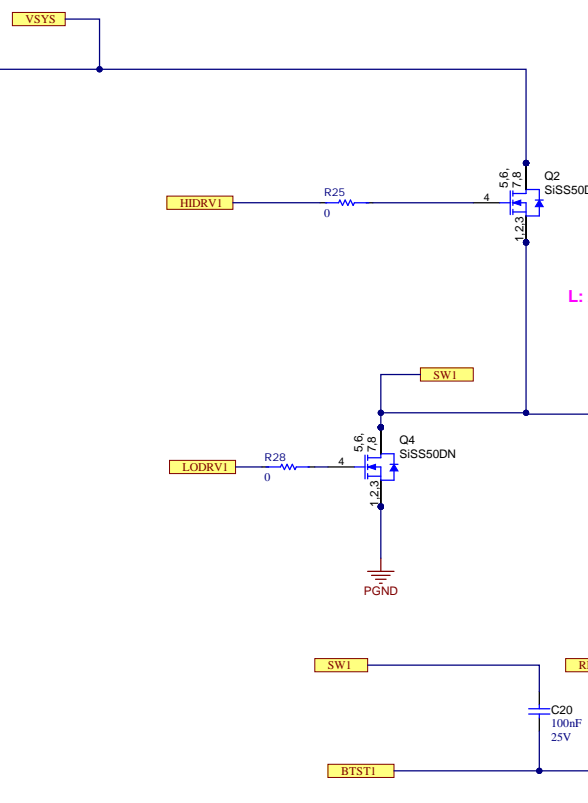 VSYS
5,6,
7,8
Q2
SiSS50D
R25
HIDRV1
4
0
1,2,3
L:
SW1
5,6,
7,8
Q4
SiSS50DN
R28
LODRV1
4
0
1,2,3
PGND
SW1
C20
100nF
25V
BTST1